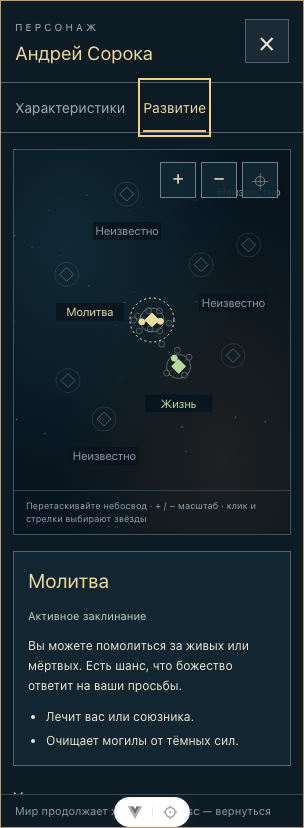 ПЕРСОНАЖ
Андрей Сорока
×
Характеристики
Развитие
+
−
Неизвестно
Неизвестно
Неизвестно
Молитва
Жизнь
Неизвестно
Перетаскивайте небосвод · + / − масштаб · клик и
стрелки выбирают звёзды
Молитва
Активное заклинание
Вы можете помолиться за живых или
мёртвых. Есть шанс, что божество
ответит на ваши просьбы.
• Лечит вас или союзника.
• Очищает могилы от тёмных сил.
Мир продолжает
— вернуться